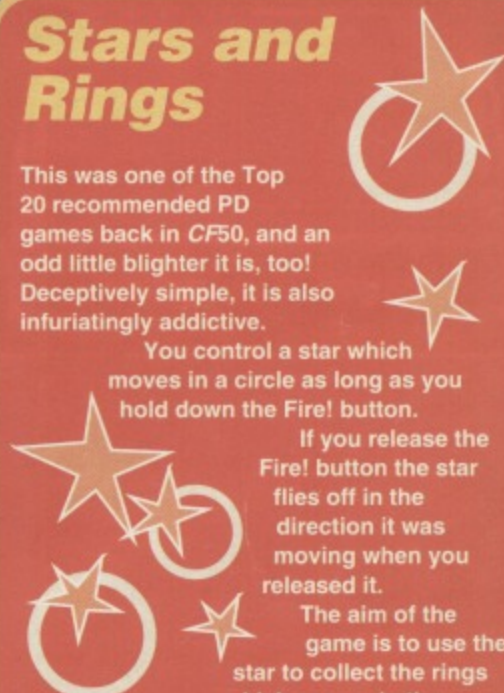 Stars and
Rings
This was one of the Top
20 recommended PD
games back in CF50, and an
odd little blighter it is, too!
Deceptively simple, it is also
infuriatingly addictive.
You control a star which
moves in a circle as long as you
hold down the Fire! button.
If you release the
Fire! button the star
flies off in the
direction it was
moving when you
released it.
The aim of the
game is to use the
star to collect the rings